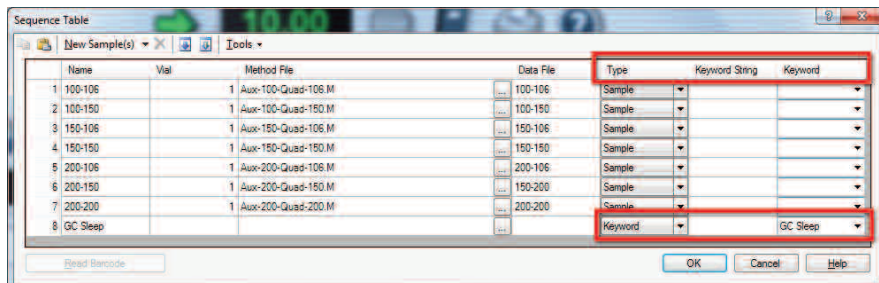 10.00
Sequence Table
New Sample(s) Tools
Name Vial Method File Data File Type Keyword String Keyword
1 100-106 1 Aux-100-Quad-106.M ... 100-106 Sample
2 100-150 1 Aux-100-Quad-150.M ... 100-150 Sample
3 150-106 1 Aux-150-Quad-106.M ... 150-106 Sample
4 150-150 1 Aux-150-Quad-150.M ... 150-150 Sample
5 200-106 1 Aux-200-Quad-106.M ... 200-106 Sample
6 200-150 1 Aux-200-Quad-150.M ... 150-200 Sample
7 200-200 1 Aux-200-Quad-200.M ... 200-200 Sample
8 GC Sleep ... Keyword GC Sleep
Read Barcode OK Cancel Help